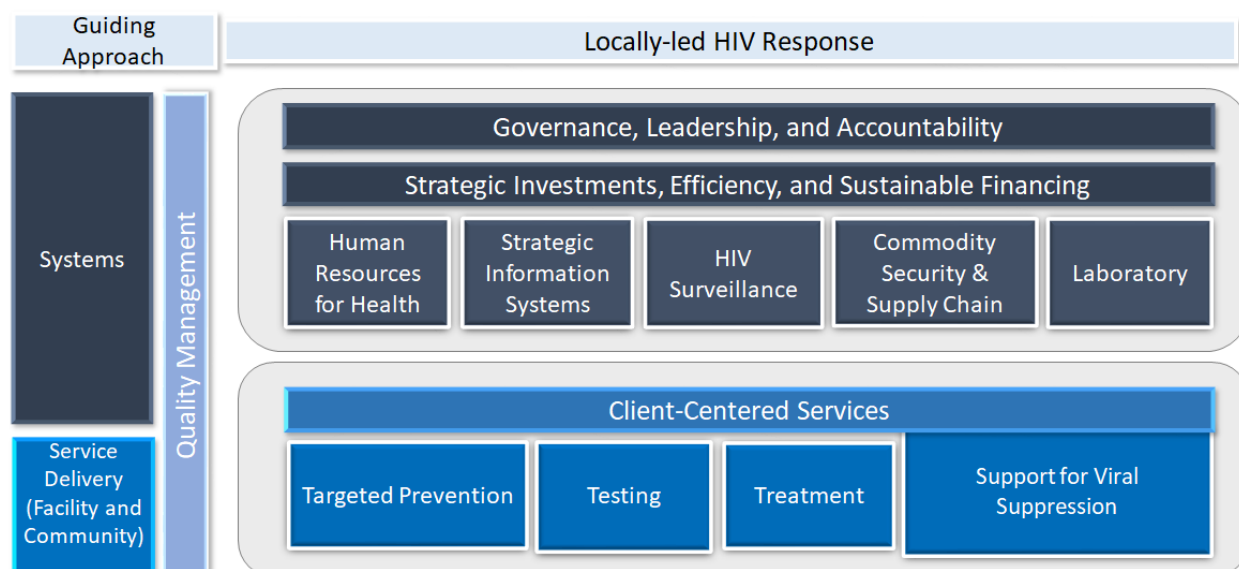 Guiding
Approach
Locally-led HIV Response
Systems
Quality Management
Governance, Leadership, and Accountability
Strategic Investments, Efficiency, and Sustainable Financing
Human
Resources
for Health
Strategic
Information
Systems
HIV
Surveillance
Commodity
Security &
Supply Chain
Laboratory
Service
Delivery
(Facility and
Community)
Client-Centered Services
Targeted Prevention
Testing
Treatment
Support for Viral
Suppression